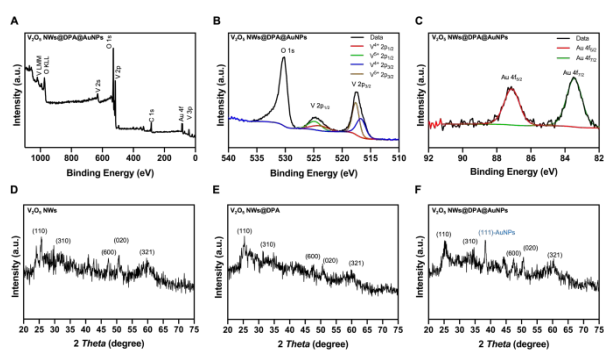 A
V₂O₅ NWs@DPA@AuNPs
Intensity (a.u.)
V LMM
O KLL
V 2s
O 1s
V 2p
C 1s
Au 4f
V 3p
1000 800 600 400 200 0
Binding Energy (eV)
B
V₂O₅ NWs@DPA@AuNPs
Intensity (a.u.)
O 1s
V 2p1/2
V 2p3/2
Data
V⁴⁺ 2p1/2
V⁵⁺ 2p1/2
V⁴⁺ 2p3/2
V⁵⁺ 2p3/2
540 530 520 510
Binding Energy (eV)
C
V₂O₅ NWs@DPA@AuNPs
Intensity (a.u.)
Au 4f5/2
Au 4f7/2
Data
Au 4f5/2
Au 4f7/2
92 90 88 86 84 82
Binding Energy (eV)
D
V₂O₅ NWs
Intensity (a.u.)
(110)
(310)
(600)
(020)
(321)
20 25 30 35 40 45 50 55 60 65 70 75
2 Theta (degree)
E
V₂O₅ NWs@DPA
Intensity (a.u.)
(110)
(310)
(600)
(020)
(321)
20 25 30 35 40 45 50 55 60 65 70 75
2 Theta (degree)
F
V₂O₅ NWs@DPA@AuNPs
Intensity (a.u.)
(110)
(310)
(111)-AuNPs
(600)
(020)
(321)
20 25 30 35 40 45 50 55 60 65 70 75
2 Theta (degree)